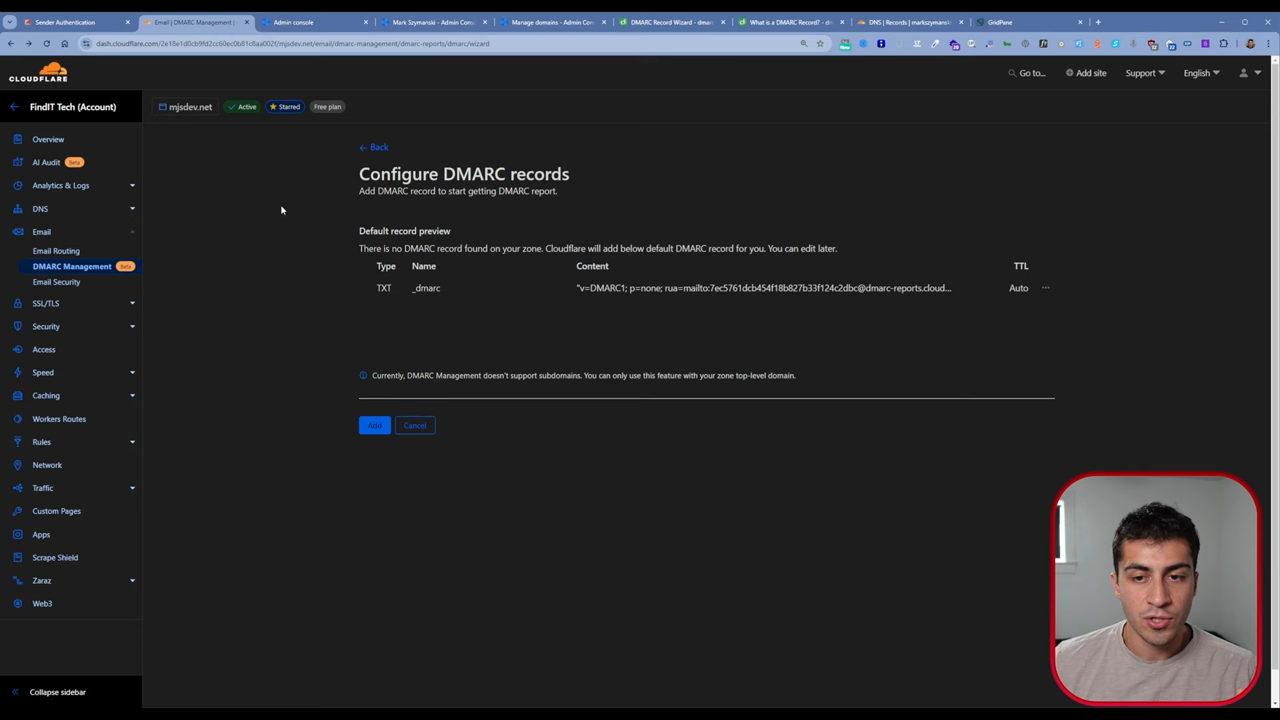 Sender Authentication
Email | DMARC Management |
Admin console
Mark Szymanski - Admin Cons
Manage domains - Admin Con
DMARC Record Wizard - dmar
What is a DMARC Record? - d
DNS | Records | markszymansk
GridPane
dash.cloudflare.com/2e18e1d0cb9fd2cc60ec0b81c8aa002f/mjsdev.net/email/dmarc-management/dmarc-reports/dmarc/wizard
CLOUDFLARE
Go to...
Add site
Support
English
FindIT Tech (Account)
mjsdev.net
Active
Starred
Free plan
Overview
AI Audit Beta
Analytics & Logs
DNS
Email
Email Routing
DMARC Management Beta
Email Security
SSL/TLS
Security
Access
Speed
Caching
Workers Routes
Rules
Network
Traffic
Custom Pages
Apps
Scrape Shield
Zaraz
Web3
Collapse sidebar
Back
Configure DMARC records
Add DMARC record to start getting DMARC report.
Default record preview
There is no DMARC record found on your zone. Cloudflare will add below default DMARC record for you. You can edit later.
Type Name Content TTL
TXT _dmarc "v=DMARC1; p=none; rua=mailto:7ec5761dcb454f18b827b33f124c2dbc@dmarc-reports.cloud... Auto ...
Currently, DMARC Management doesn't support subdomains. You can only use this feature with your zone top-level domain.
Add Cancel